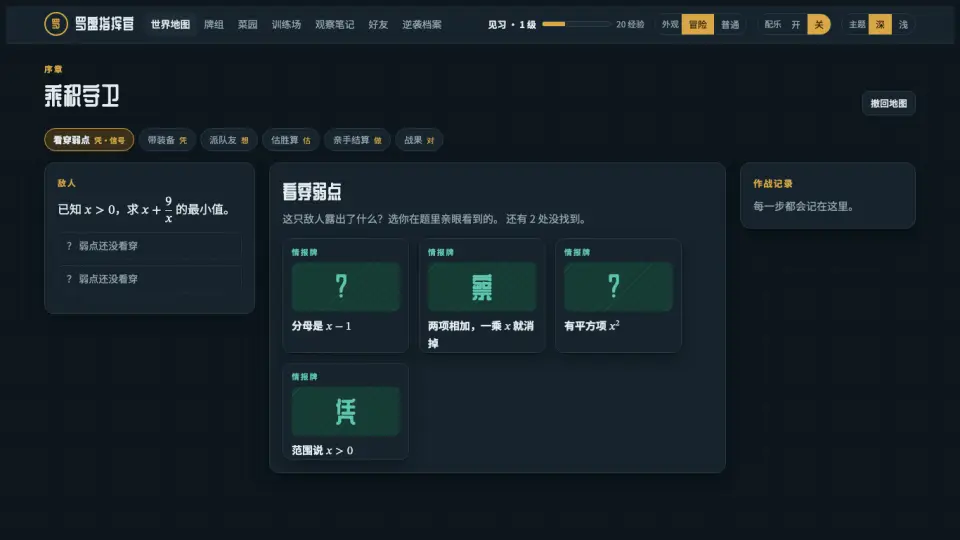 罗盘指挥官 世界地图 牌组 菜园 训练场 观察笔记 好友 逆袭档案 见习·1级 20 经验 外观 冒险 普通 配乐 开 关 主题 深 浅
序章
乘积守卫
撤回地图
看穿弱点 凭·信号 带装备 凭 派队友 想 估胜算 估 亲手结算 做 战果 对
敌人
已知 x > 0，求 x + 9/x 的最小值。
? 弱点还没看穿
? 弱点还没看穿
看穿弱点
这只敌人露出了什么？选你在题里亲眼看到的。 还有 2 处没找到。
情报牌
?
分母是 x − 1
情报牌
察
两项相加，一乘 x 就消
掉
情报牌
?
有平方项 x²
情报牌
凭
范围说 x > 0
作战记录
每一步都会记在这里。